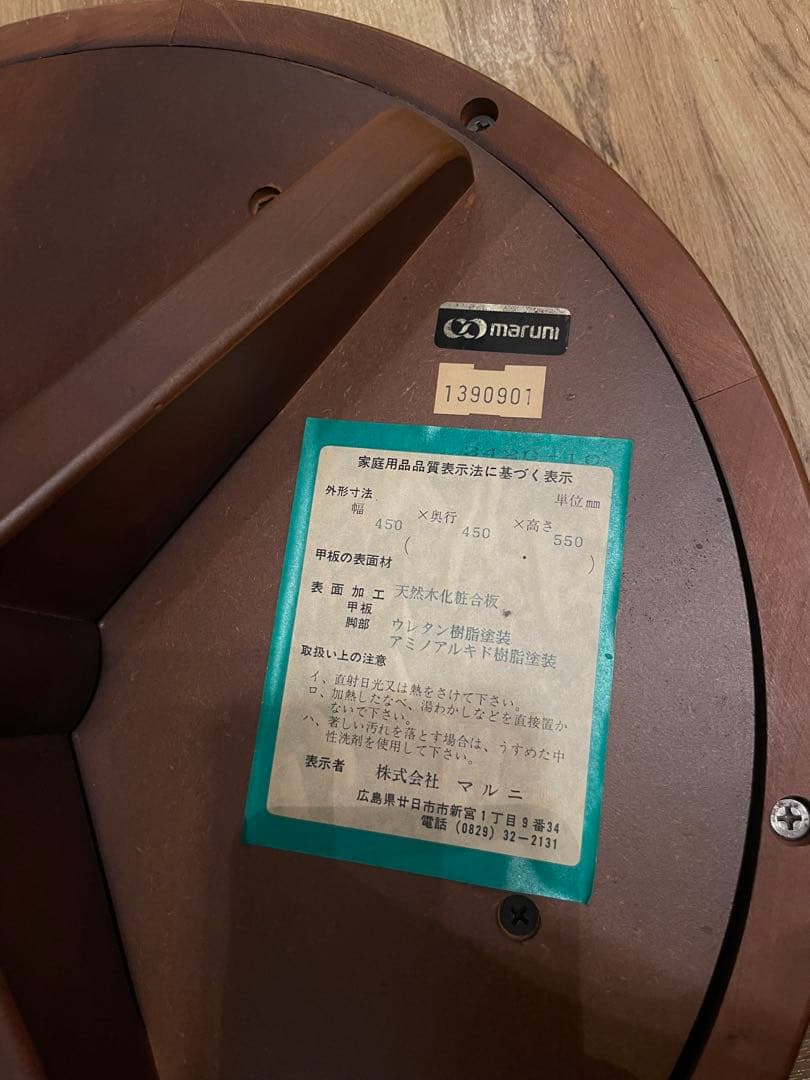 maruni
1390901
家庭用品品質表示法に基づく表示
外形寸法 単位mm
幅 450 ×奥行 450 ×高さ 550
( ・ )
甲板の表面材
表面加工 天然木化粧合板
甲板
脚部 ウレタン樹脂塗装
アミノアルキド樹脂塗装
取扱い上の注意
イ、直射日光又は熱をさけて下さい。
ロ、加熱したなべ、湯わかしなどを直接置か
ないで下さい。
ハ、著しい汚れを落とす場合は、うすめた中
性洗剤を使用して下さい。
表示者 株式会社 マルニ
広島県廿日市市新宮1丁目9番34
電話 (0829) 32-2131